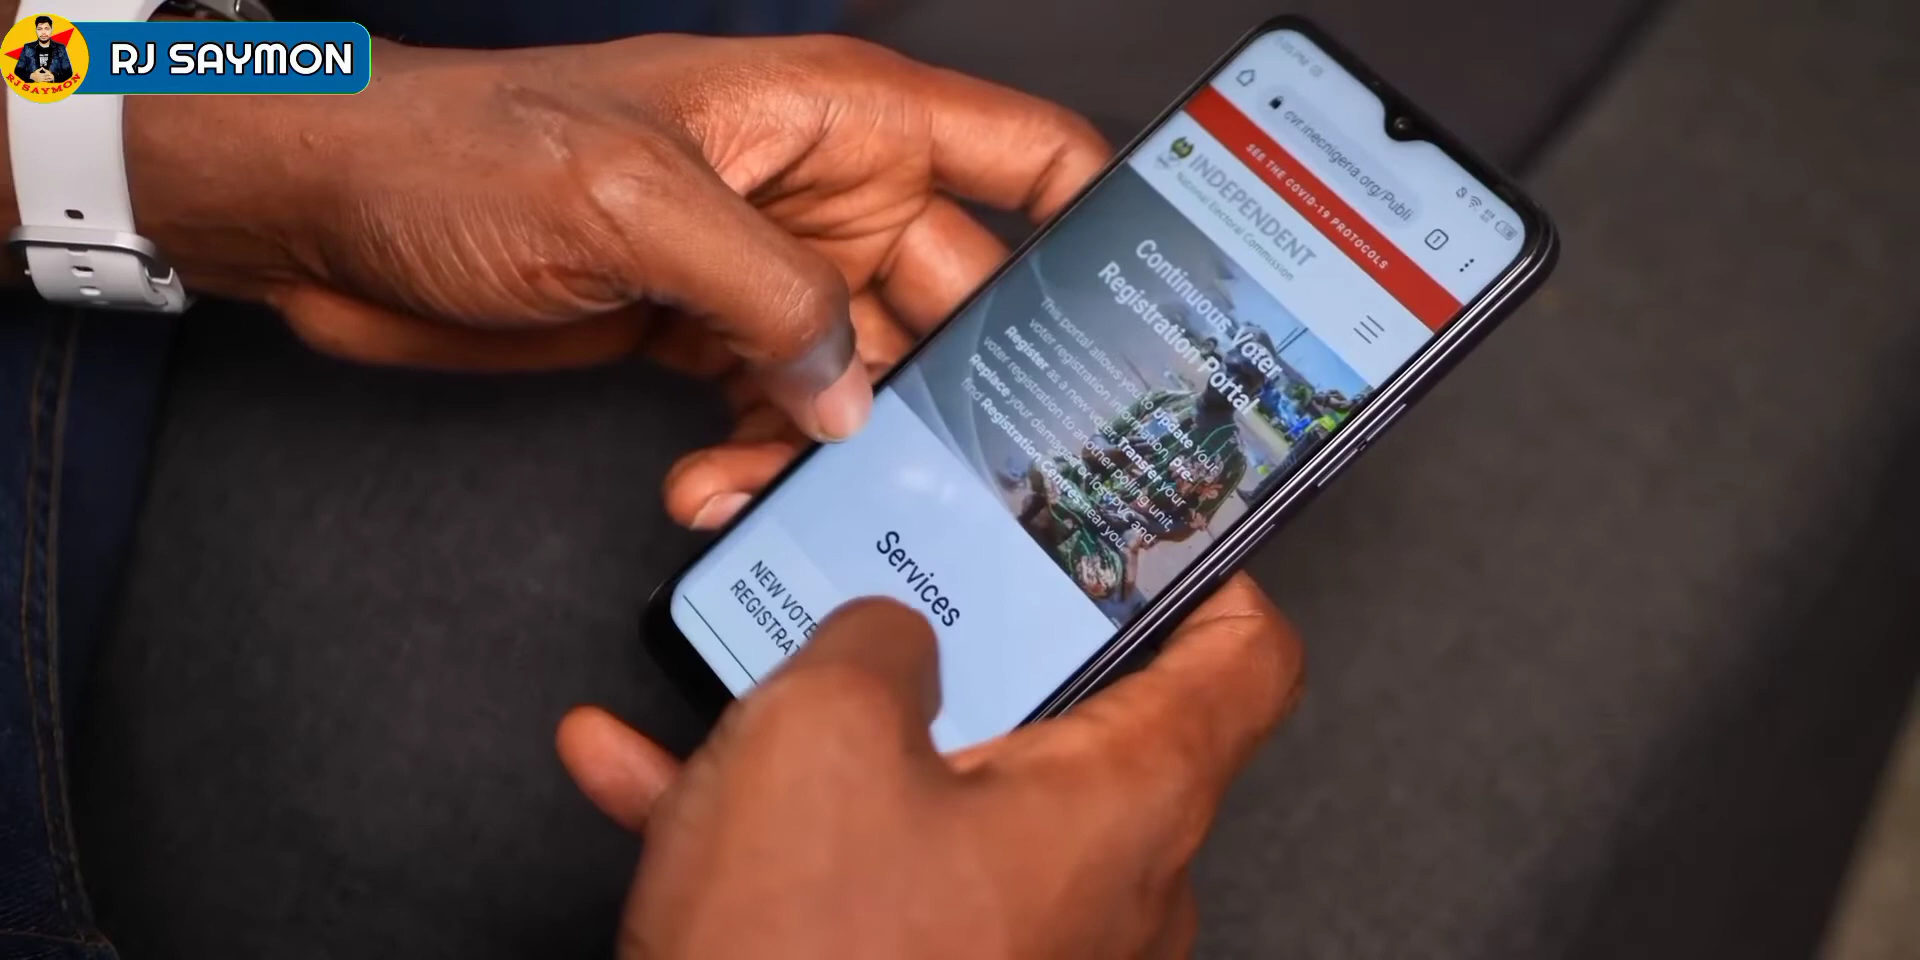 RJ SAYMON
RJ SAYMON
cvr.inecnigeria.org/Publi
1
SEE THE COVID-19 PROTOCOLS
INDEPENDENT
National Electoral Commission
Continuous Voter
Registration Portal
This portal allows you to Update your
voter registration information, Pre-
Register as a new voter, Transfer your
voter registration to another polling unit,
Replace your damaged or lost PVC and
find Registration Centres near you.
Services
NEW VOTE
REGISTRAT